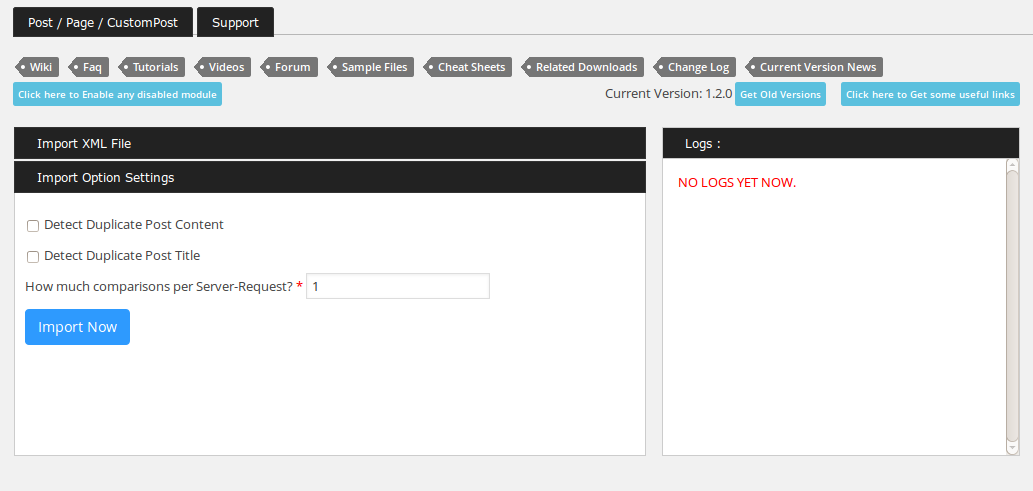 Post / Page / CustomPost Support
Wiki Faq Tutorials Videos Forum Sample Files Cheat Sheets Related Downloads Change Log Current Version News
Click here to Enable any disabled module Current Version: 1.2.0 Get Old Versions Click here to Get some useful links
Import XML File
Import Option Settings
Detect Duplicate Post Content
Detect Duplicate Post Title
How much comparisons per Server-Request? * 1
Import Now
Logs :
NO LOGS YET NOW.